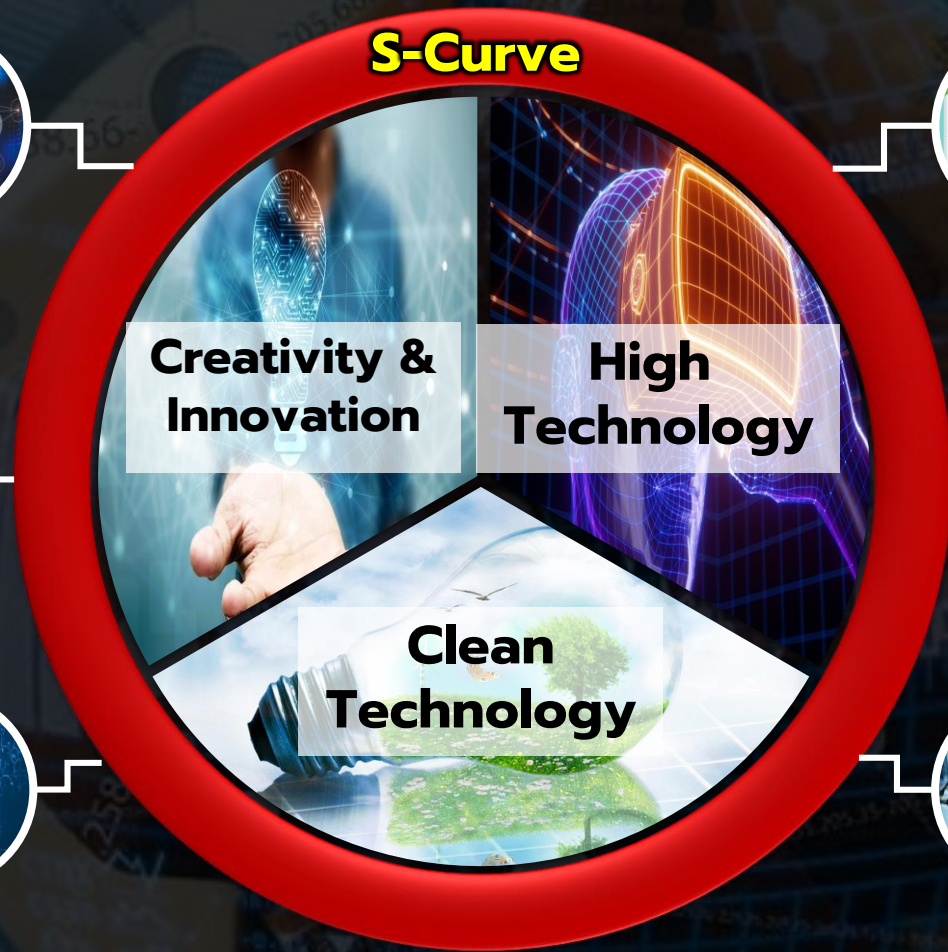 S-Curve
Creativity &
Innovation
High
Technology
Clean
Technology